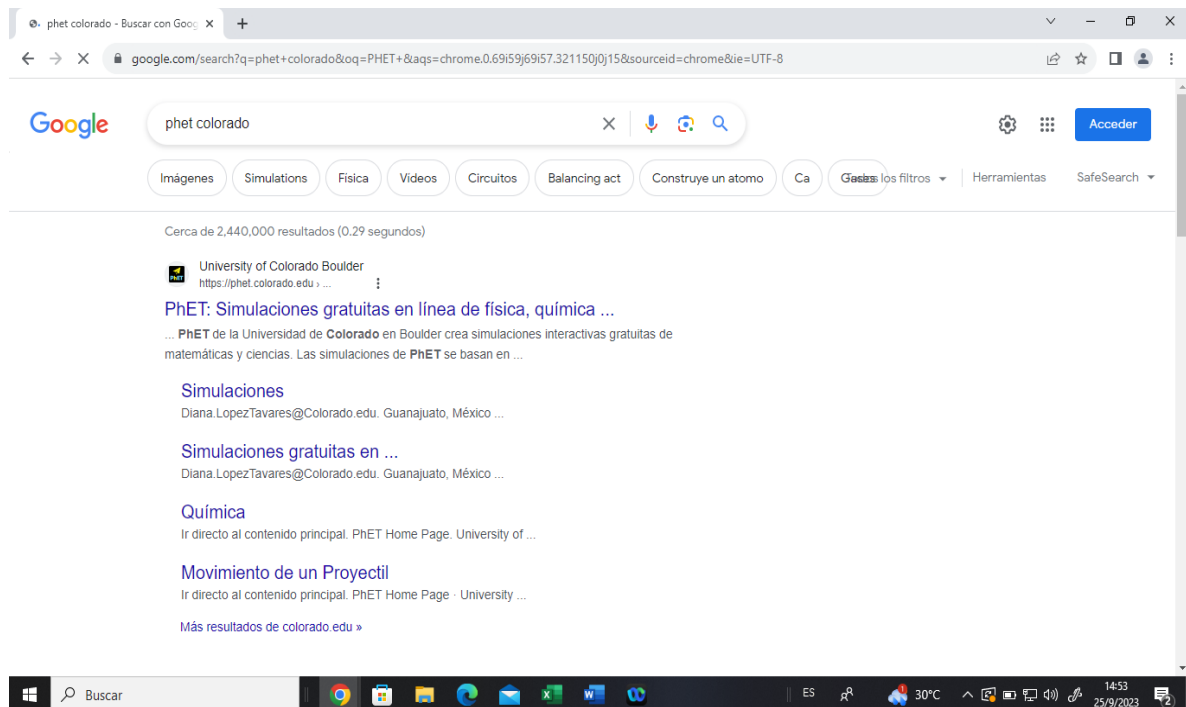 phet colorado - Buscar con Goog
google.com/search?q=phet+colorado&oq=PHET+&aqs=chrome.0.69i59j69i57.321150j0j15&sourceid=chrome&ie=UTF-8
Google
phet colorado
Acceder
Imágenes
Simulations
Física
Videos
Circuitos
Balancing act
Construye un atomo
Ca
los filtros
Herramientas
SafeSearch
Cerca de 2,440,000 resultados (0.29 segundos)
University of Colorado Boulder
https://phet.colorado.edu › ...
PhET: Simulaciones gratuitas en línea de física, química ...
... PhET de la Universidad de Colorado en Boulder crea simulaciones interactivas gratuitas de
matemáticas y ciencias. Las simulaciones de PhET se basan en ...
Simulaciones
Diana.LopezTavares@Colorado.edu. Guanajuato, México ...
Simulaciones gratuitas en ...
Diana.LopezTavares@Colorado.edu. Guanajuato, México ...
Química
Ir directo al contenido principal. PhET Home Page. University of ...
Movimiento de un Proyectil
Ir directo al contenido principal. PhET Home Page · University ...
Más resultados de colorado.edu »
Buscar
ES
30°C
14:53
25/9/2023
2